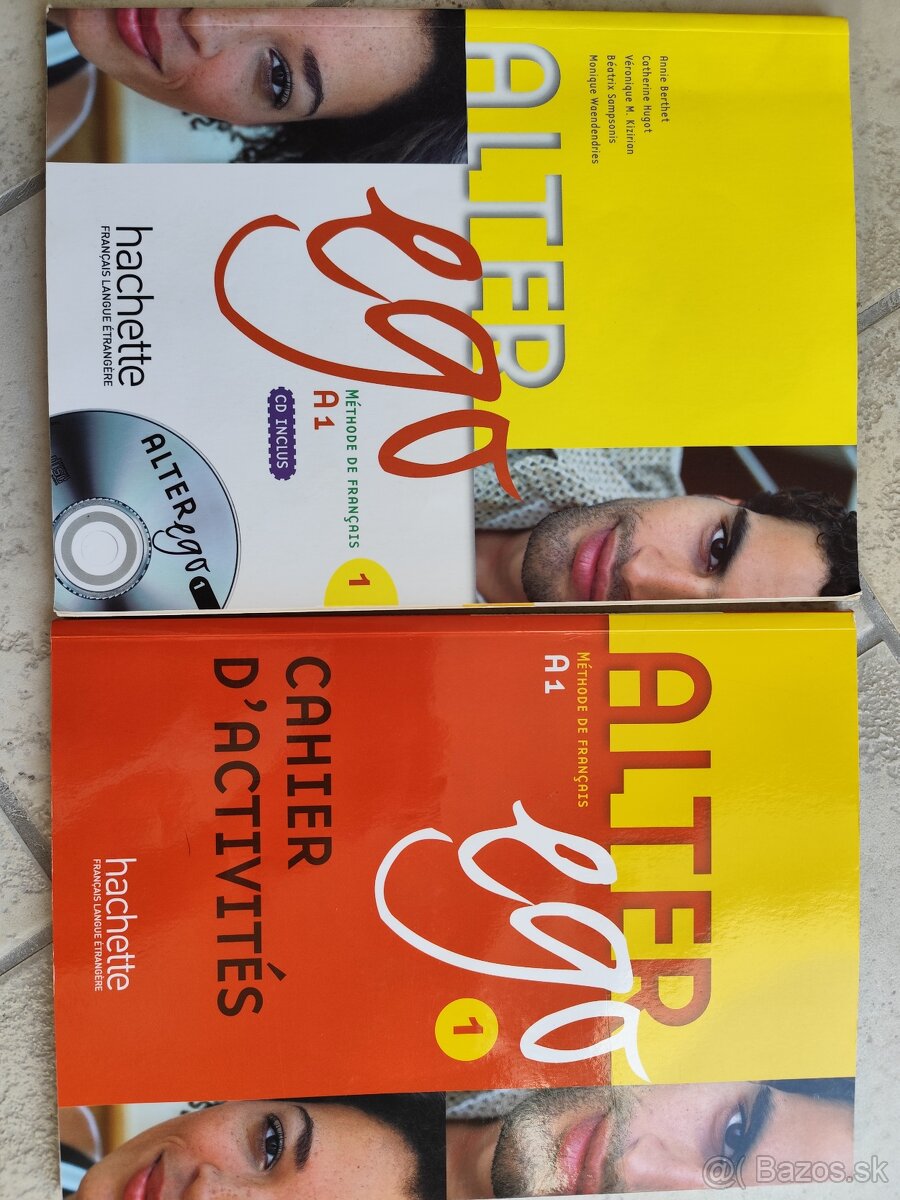 Annie Berthet
Catherine Hugot
Véronique M. Kizirian
Béatrix Sampsonis
Monique Waendendries
ALTER
ego
MÉTHODE DE FRANÇAIS
A1
CD INCLUS
1
ALTER
ego
1
hachette
FRANÇAIS LANGUE ÉTRANGÈRE
ALTER
MÉTHODE DE FRANÇAIS
A1
ego
1
CAHIER
D'ACTIVITÉS
hachette
FRANÇAIS LANGUE ÉTRANGÈRE
@( Bazos.sk